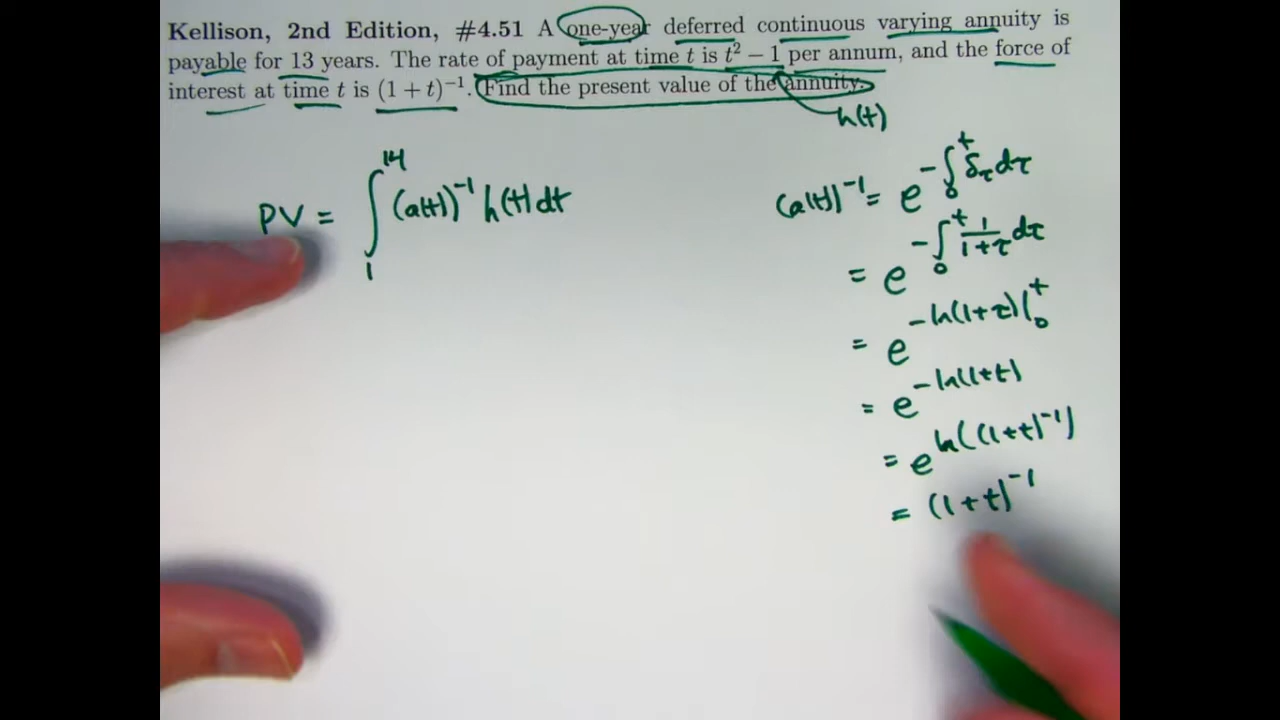 Kellison, 2nd Edition, #4.51 A one-year deferred continuous varying annuity is
payable for 13 years. The rate of payment at time t is t² − 1 per annum, and the force of
interest at time t is (1 + t)⁻¹. Find the present value of the annuity.
h(t)
PV = ∫₁¹⁴ (a(t))⁻¹ h(t) dt
(a(t))⁻¹ = e^{-∫₀ᵗ δ_τ dτ}
= e^{-∫₀ᵗ 1/(1+τ) dτ}
= e^{-ln(1+τ)|₀ᵗ}
= e^{-ln(1+t)}
= e^{ln((1+t)⁻¹)}
= (1+t)⁻¹